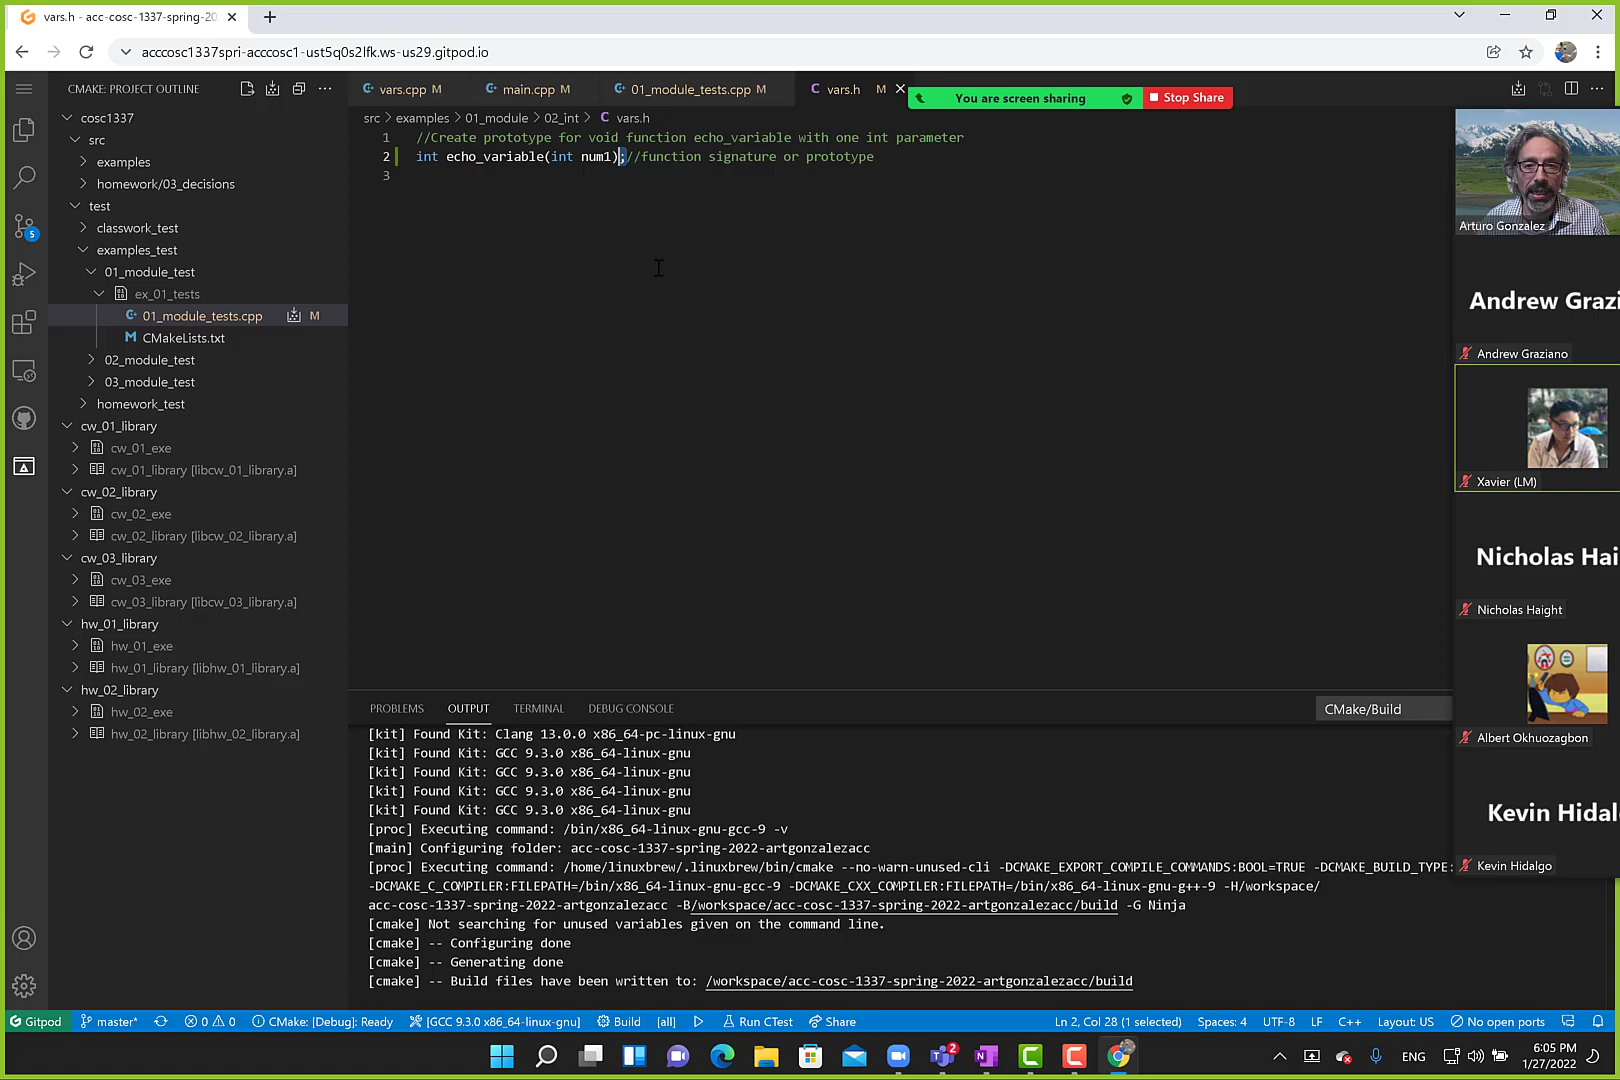 vars.h - acc-cosc-1337-spring-20
acccosc1337spri-acccosc1-ust5q0s2lfk.ws-us29.gitpod.io
CMAKE: PROJECT OUTLINE
vars.cpp M
main.cpp M
01_module_tests.cpp M
vars.h M
You are screen sharing
Stop Share
src > examples > 01_module > 02_int > vars.h
1 //Create prototype for void function echo_variable with one int parameter
2 int echo_variable(int num1);//function signature or prototype
3
cosc1337
src
examples
homework/03_decisions
test
classwork_test
examples_test
01_module_test
ex_01_tests
01_module_tests.cpp M
CMakeLists.txt
02_module_test
03_module_test
homework_test
cw_01_library
cw_01_exe
cw_01_library [libcw_01_library.a]
cw_02_library
cw_02_exe
cw_02_library [libcw_02_library.a]
cw_03_library
cw_03_exe
cw_03_library [libcw_03_library.a]
hw_01_library
hw_01_exe
hw_01_library [libhw_01_library.a]
hw_02_library
hw_02_exe
hw_02_library [libhw_02_library.a]
5
Arturo Gonzalez
Andrew Grazi
Andrew Graziano
Xavier (LM)
Nicholas Hai
Nicholas Haight
Albert Okhuozagbon
Kevin Hidal
Kevin Hidalgo
PROBLEMS OUTPUT TERMINAL DEBUG CONSOLE
CMake/Build
[kit] Found Kit: Clang 13.0.0 x86_64-pc-linux-gnu
[kit] Found Kit: GCC 9.3.0 x86_64-linux-gnu
[kit] Found Kit: GCC 9.3.0 x86_64-linux-gnu
[kit] Found Kit: GCC 9.3.0 x86_64-linux-gnu
[kit] Found Kit: GCC 9.3.0 x86_64-linux-gnu
[proc] Executing command: /bin/x86_64-linux-gnu-gcc-9 -v
[main] Configuring folder: acc-cosc-1337-spring-2022-artgonzalezacc
[proc] Executing command: /home/linuxbrew/.linuxbrew/bin/cmake --no-warn-unused-cli -DCMAKE_EXPORT_COMPILE_COMMANDS:BOOL=TRUE -DCMAKE_BUILD_TYPE:
-DCMAKE_C_COMPILER:FILEPATH=/bin/x86_64-linux-gnu-gcc-9 -DCMAKE_CXX_COMPILER:FILEPATH=/bin/x86_64-linux-gnu-g++-9 -H/workspace/
acc-cosc-1337-spring-2022-artgonzalezacc -B/workspace/acc-cosc-1337-spring-2022-artgonzalezacc/build -G Ninja
[cmake] Not searching for unused variables given on the command line.
[cmake] -- Configuring done
[cmake] -- Generating done
[cmake] -- Build files have been written to: /workspace/acc-cosc-1337-spring-2022-artgonzalezacc/build
Gitpod master* 0 0 CMake: [Debug]: Ready [GCC 9.3.0 x86_64-linux-gnu] Build [all] Run CTest Share Ln 2, Col 28 (1 selected) Spaces: 4 UTF-8 LF C++ Layout: US No open ports
2
ENG
6:05 PM
1/27/2022